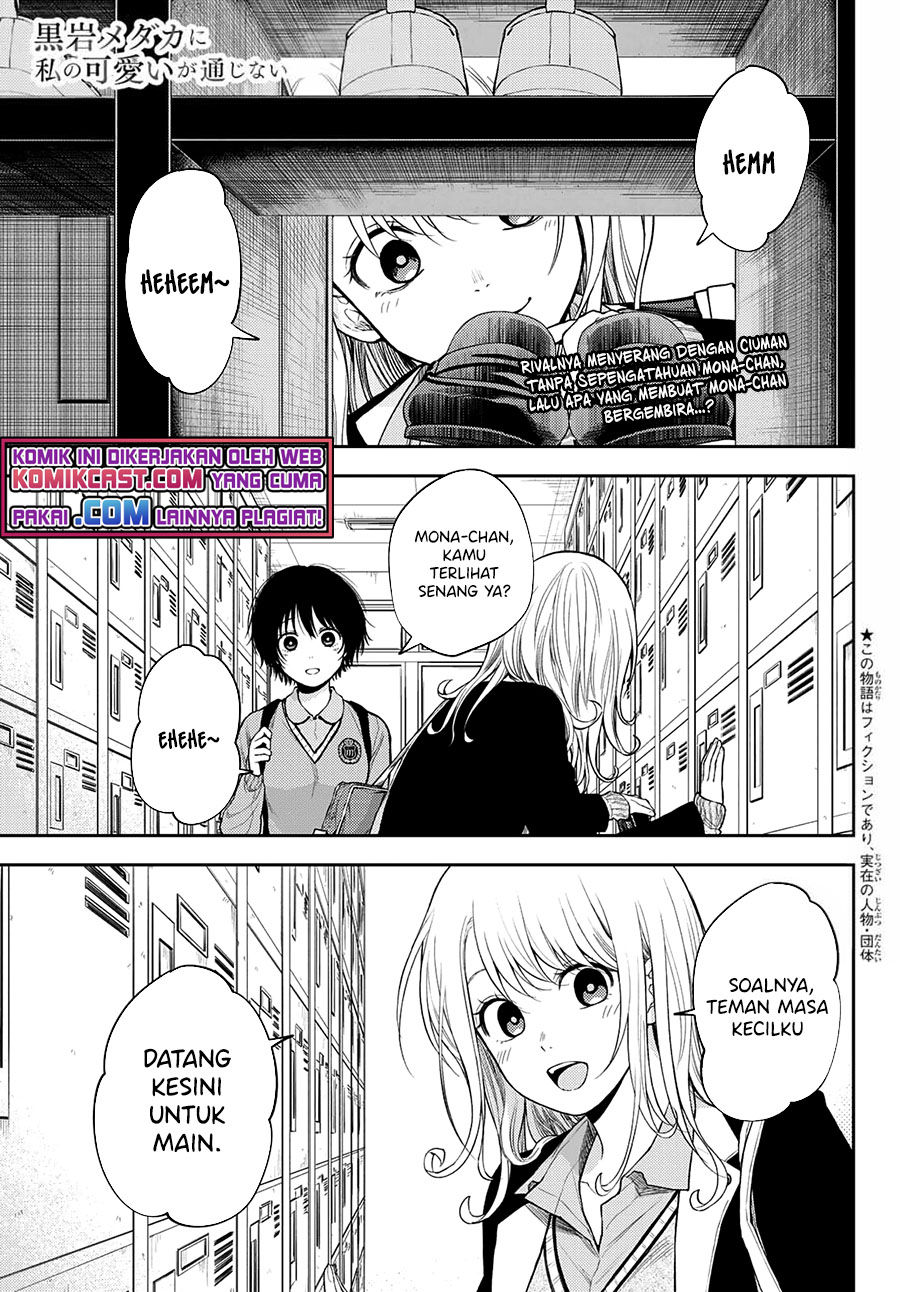 黒岩メダカに
私の可愛いが通じない
HEMM
HEHEEM~
RIVALNYA MENYERANG DENGAN CIUMAN
TANPA SEPENGATAHUAN MONA-CHAN,
LALU APA YANG MEMBUAT MONA-CHAN
BERGEMBIRA...?
KOMIK INI DIKERJAKAN OLEH WEB
KOMIKCAST.COM YANG CUMA
PAKAI .COM LAINNYA PLAGIAT!
MONA-CHAN,
KAMU
TERLIHAT
SENANG YA?
EHEHE~
★この物語はフィクションであり、実在の人物・団体
SOALNYA,
TEMAN MASA
KECILKU
DATANG
KESINI
UNTUK
MAIN.